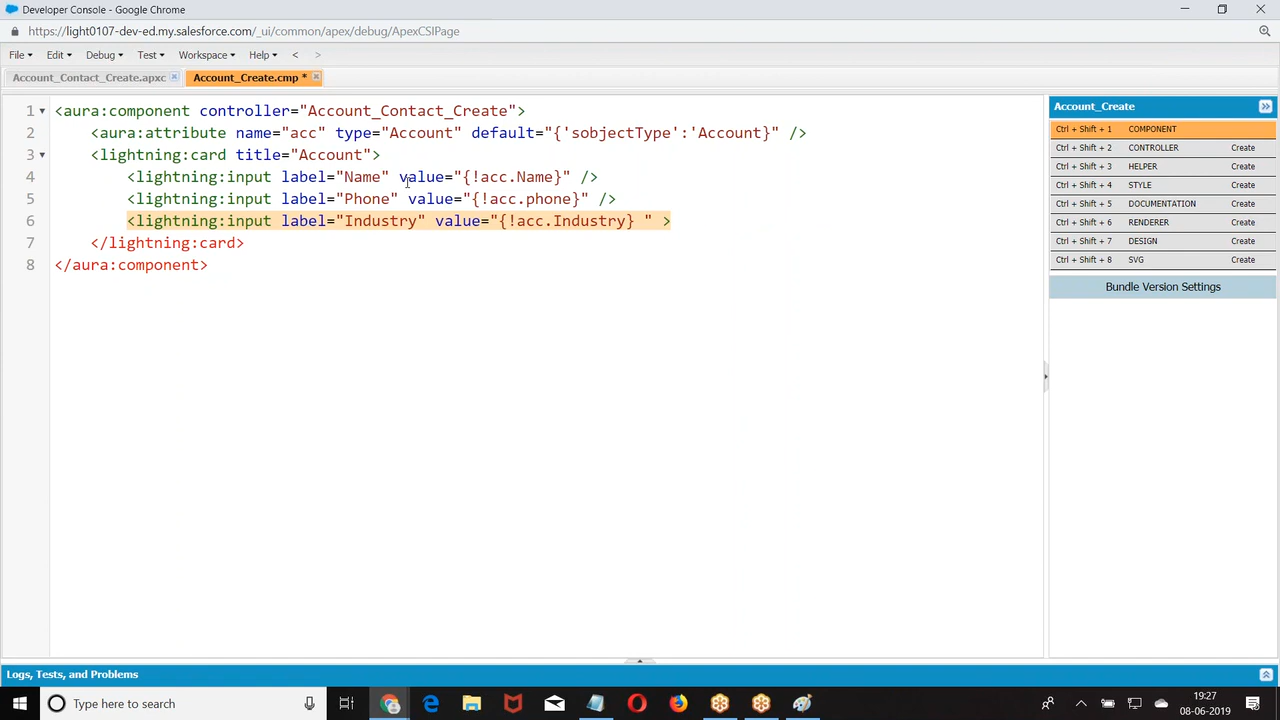 Developer Console - Google Chrome
https://light0107-dev-ed.my.salesforce.com/_ui/common/apex/debug/ApexCSIPage
File Edit Debug Test Workspace Help < >
Account_Contact_Create.apxc Account_Create.cmp *
1 <aura:component controller="Account_Contact_Create">
2 <aura:attribute name="acc" type="Account" default="{'sobjectType':'Account}" />
3 <lightning:card title="Account">
4 <lightning:input label="Name" value="{!acc.Name}" />
5 <lightning:input label="Phone" value="{!acc.phone}" />
6 <lightning:input label="Industry" value="{!acc.Industry} " >
7 </lightning:card>
8 </aura:component>
Account_Create
Ctrl + Shift + 1 COMPONENT
Ctrl + Shift + 2 CONTROLLER Create
Ctrl + Shift + 3 HELPER Create
Ctrl + Shift + 4 STYLE Create
Ctrl + Shift + 5 DOCUMENTATION Create
Ctrl + Shift + 6 RENDERER Create
Ctrl + Shift + 7 DESIGN Create
Ctrl + Shift + 8 SVG Create
Bundle Version Settings
Logs, Tests, and Problems
Type here to search
19:27
08-06-2019